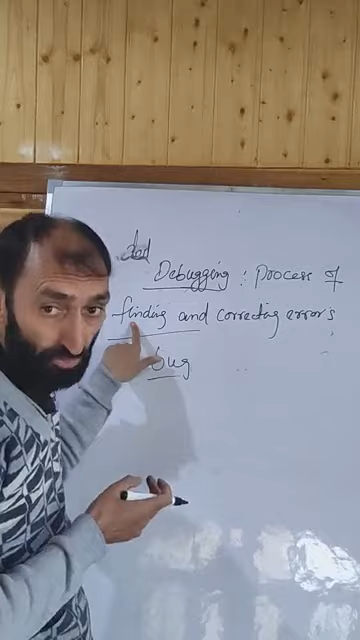 Debugging : Process of
finding and correcting errors
bug